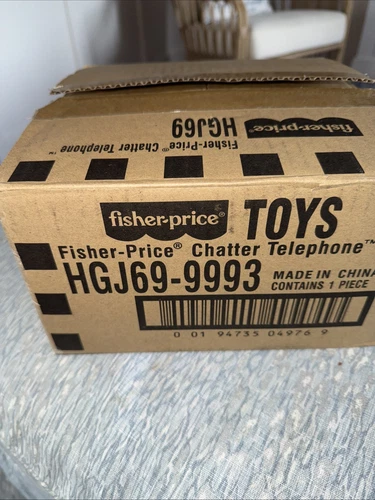 fisher-price®
HGJ69
Fisher-Price® Chatter Telephone™
fisher-price® TOYS
Fisher-Price® Chatter Telephone™
HGJ69-9993
MADE IN CHINA
CONTAINS 1 PIECE
0 01 94735 04976 9